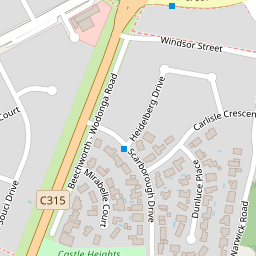 Windsor Street
Beechworth - Wodonga Road
Heidelberg Drive
Carlisle Crescen
Court
Scarborough Drive
Mirabelle Court
Dunluce Place
Souci Drive
C315
Warwick Road
Castle Heights